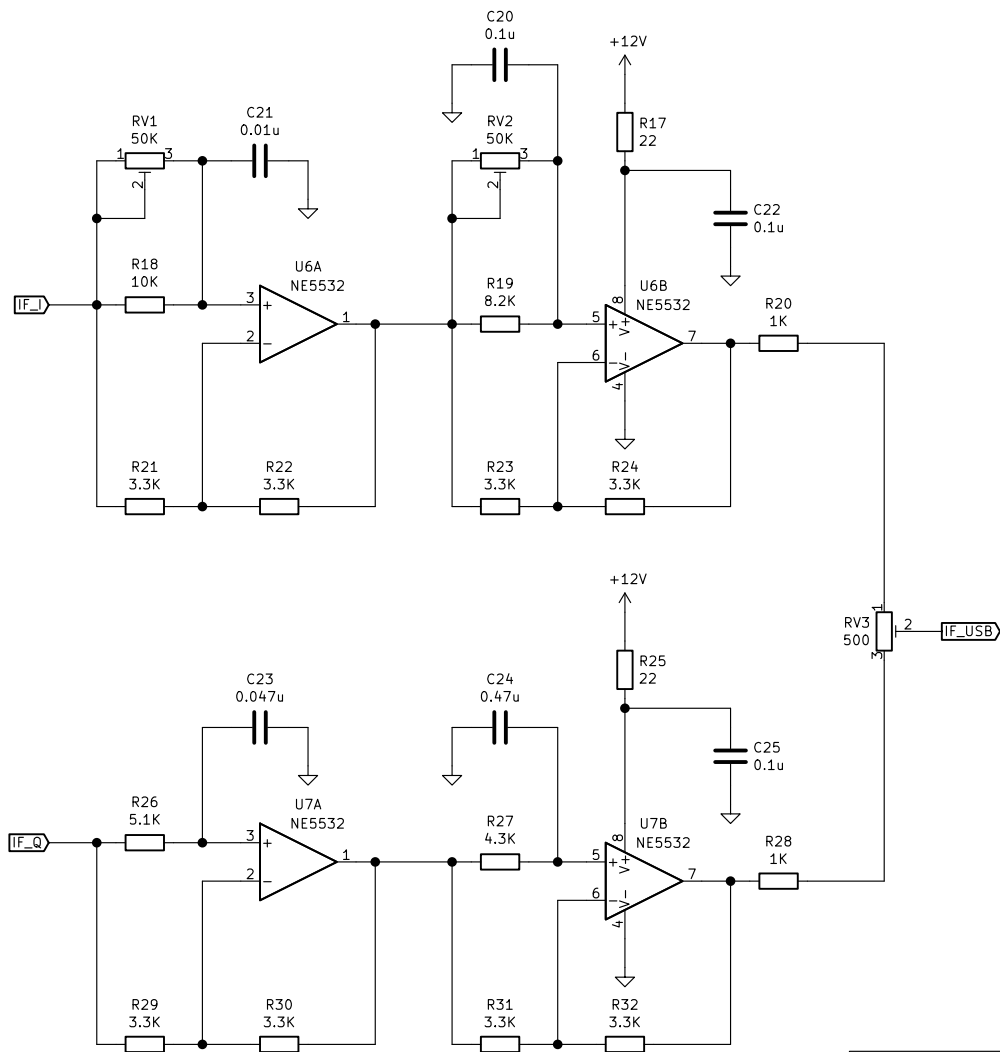 C20
0.1u
+12V
C21
0.01u
RV1
50K
1
3
2
RV2
50K
1
3
2
R17
22
C22
0.1u
R18
10K
U6A
NE5532
IF_I
3
+
2
−
1
R19
8.2K
U6B
NE5532
8
V+
5
+
6
−
V-
4
7
R20
1K
R21
3.3K
R22
3.3K
R23
3.3K
R24
3.3K
+12V
RV3
500
1
2
3
IF_USB
R25
22
C23
0.047u
C24
0.47u
C25
0.1u
R26
5.1K
U7A
NE5532
IF_Q
3
+
2
−
1
R27
4.3K
U7B
NE5532
8
V+
5
+
6
−
V-
4
7
R28
1K
R29
3.3K
R30
3.3K
R31
3.3K
R32
3.3K